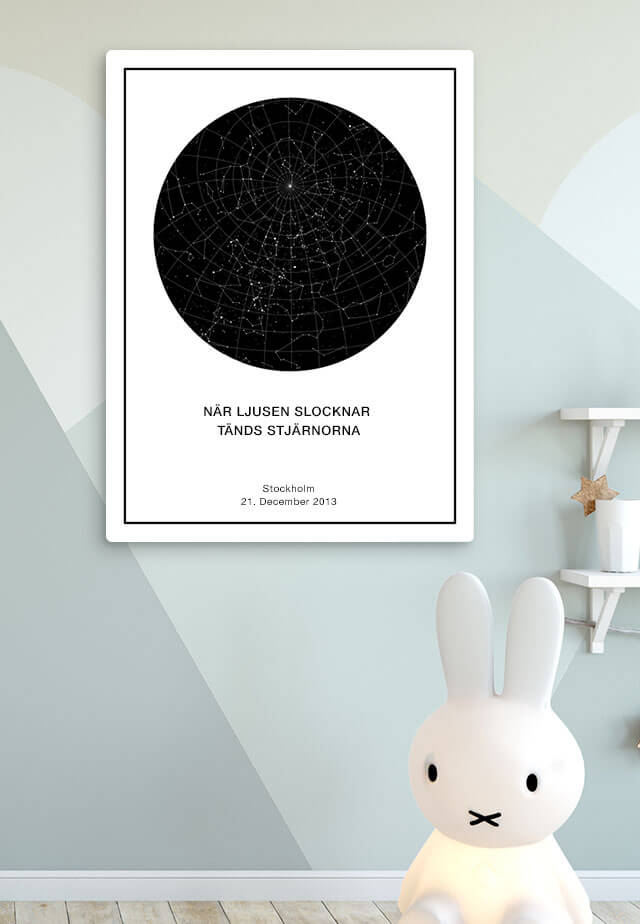 NÄR LJUSEN SLOCKNAR
TÄNDS STJÄRNORNA
Stockholm
21. December 2013